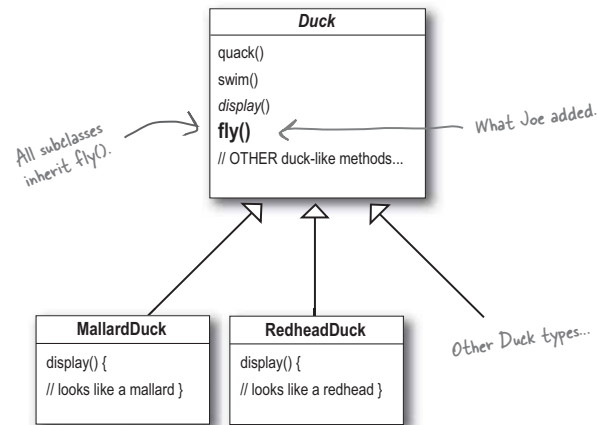 Duck
quack()
swim()
display()
fly()
// OTHER duck-like methods...
All subclasses
inherit fly().
What Joe added.
MallardDuck
display() {
// looks like a mallard }
RedheadDuck
display() {
// looks like a redhead }
Other Duck types...